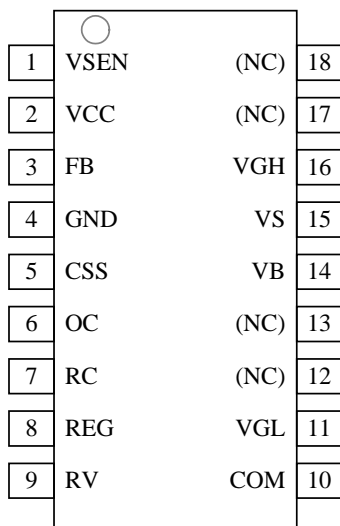 1 VSEN (NC) 18
2 VCC (NC) 17
3 FB VGH 16
4 GND VS 15
5 CSS VB 14
6 OC (NC) 13
7 RC (NC) 12
8 REG VGL 11
9 RV COM 10